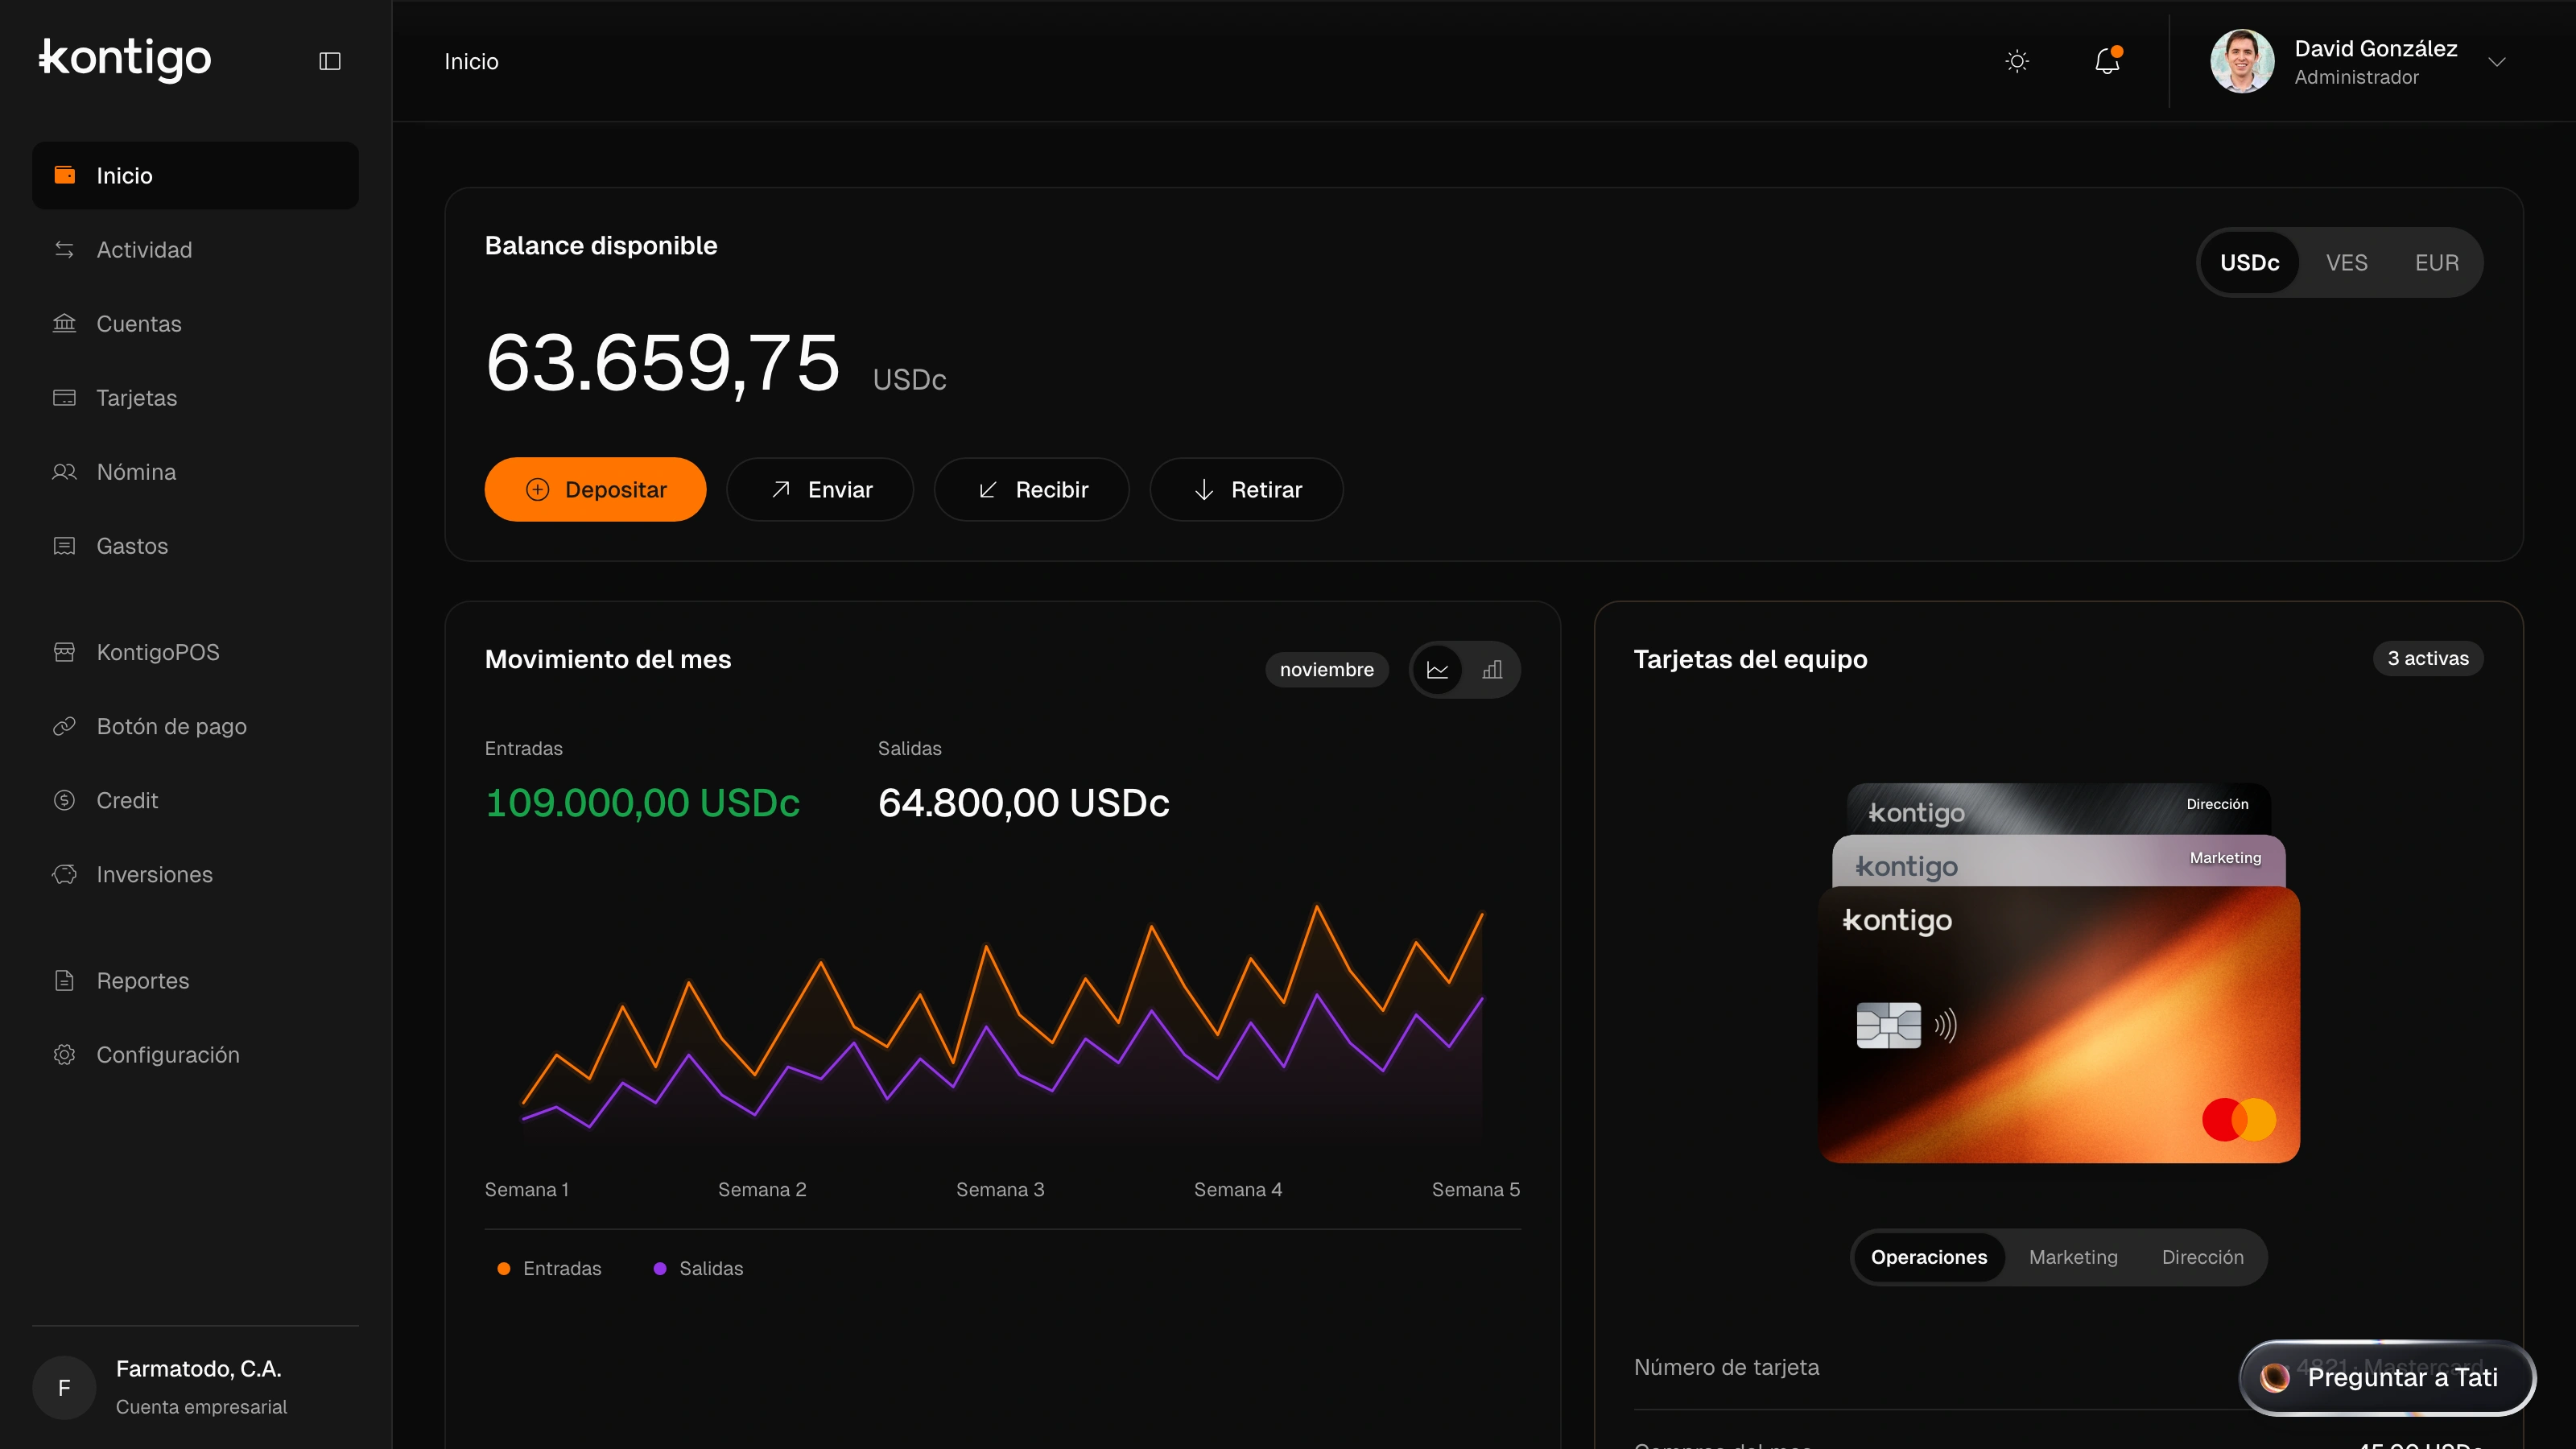 kontigo
Inicio
Actividad
Cuentas
Tarjetas
Nómina
Gastos
KontigoPOS
Botón de pago
Credit
Inversiones
Reportes
Configuración
F
Farmatodo, C.A.
Cuenta empresarial
Inicio
David González
Administrador
Balance disponible
USDc VES EUR
63.659,75 USDc
Depositar Enviar Recibir Retirar
Movimiento del mes
noviembre
Entradas Salidas
109.000,00 USDc 64.800,00 USDc
Semana 1 Semana 2 Semana 3 Semana 4 Semana 5
Entradas Salidas
Tarjetas del equipo
3 activas
kontigo Dirección
kontigo Marketing
kontigo
Operaciones Marketing Dirección
Número de tarjeta
4821 · Mastercard
Preguntar a Tati